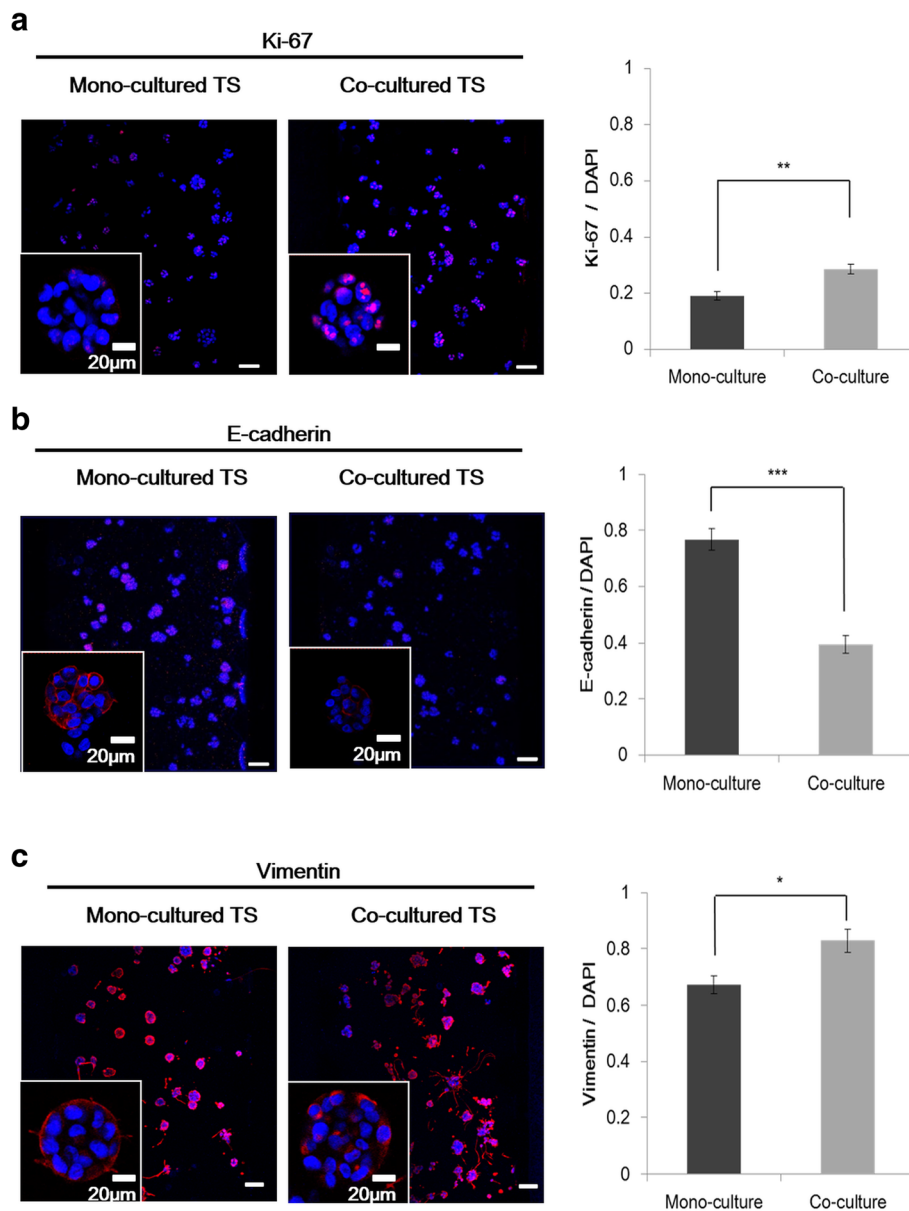 a
Ki-67
Mono-cultured TS
Co-cultured TS
20μm
1
0.8
0.6
0.4
0.2
0
Ki-67 / DAPI
**
Mono-culture
Co-culture
b
E-cadherin
Mono-cultured TS
Co-cultured TS
20μm
20μm
1
0.8
0.6
0.4
0.2
0
E-cadherin / DAPI
***
Mono-culture
Co-culture
c
Vimentin
Mono-cultured TS
Co-cultured TS
20μm
20μm
1
0.8
0.6
0.4
0.2
0
Vimentin / DAPI
*
Mono-culture
Co-culture